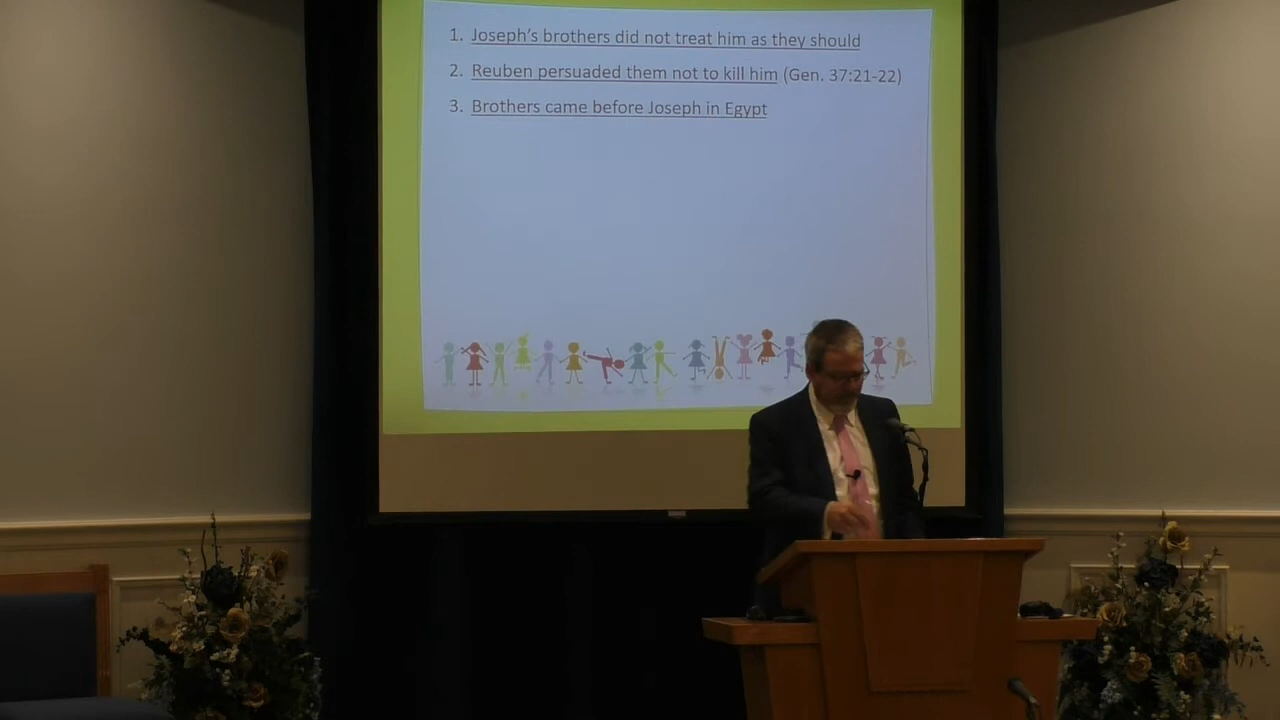 1. Joseph's brothers did not treat him as they should
2. Reuben persuaded them not to kill him (Gen. 37:21-22)
3. Brothers came before Joseph in Egypt